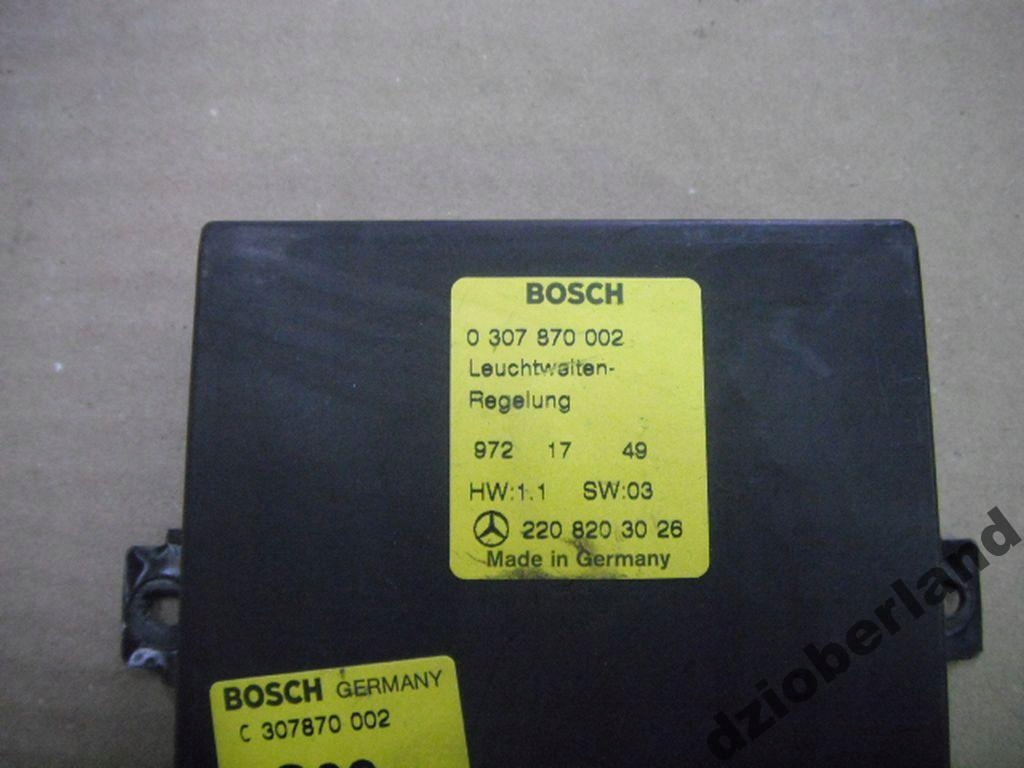 BOSCH
0 307 870 002
Leuchtweiten-
Regelung
972 17 49
HW:1.1 SW:03
220 820 30 26
Made in Germany
BOSCH GERMANY
C 307870 002
dzioberland